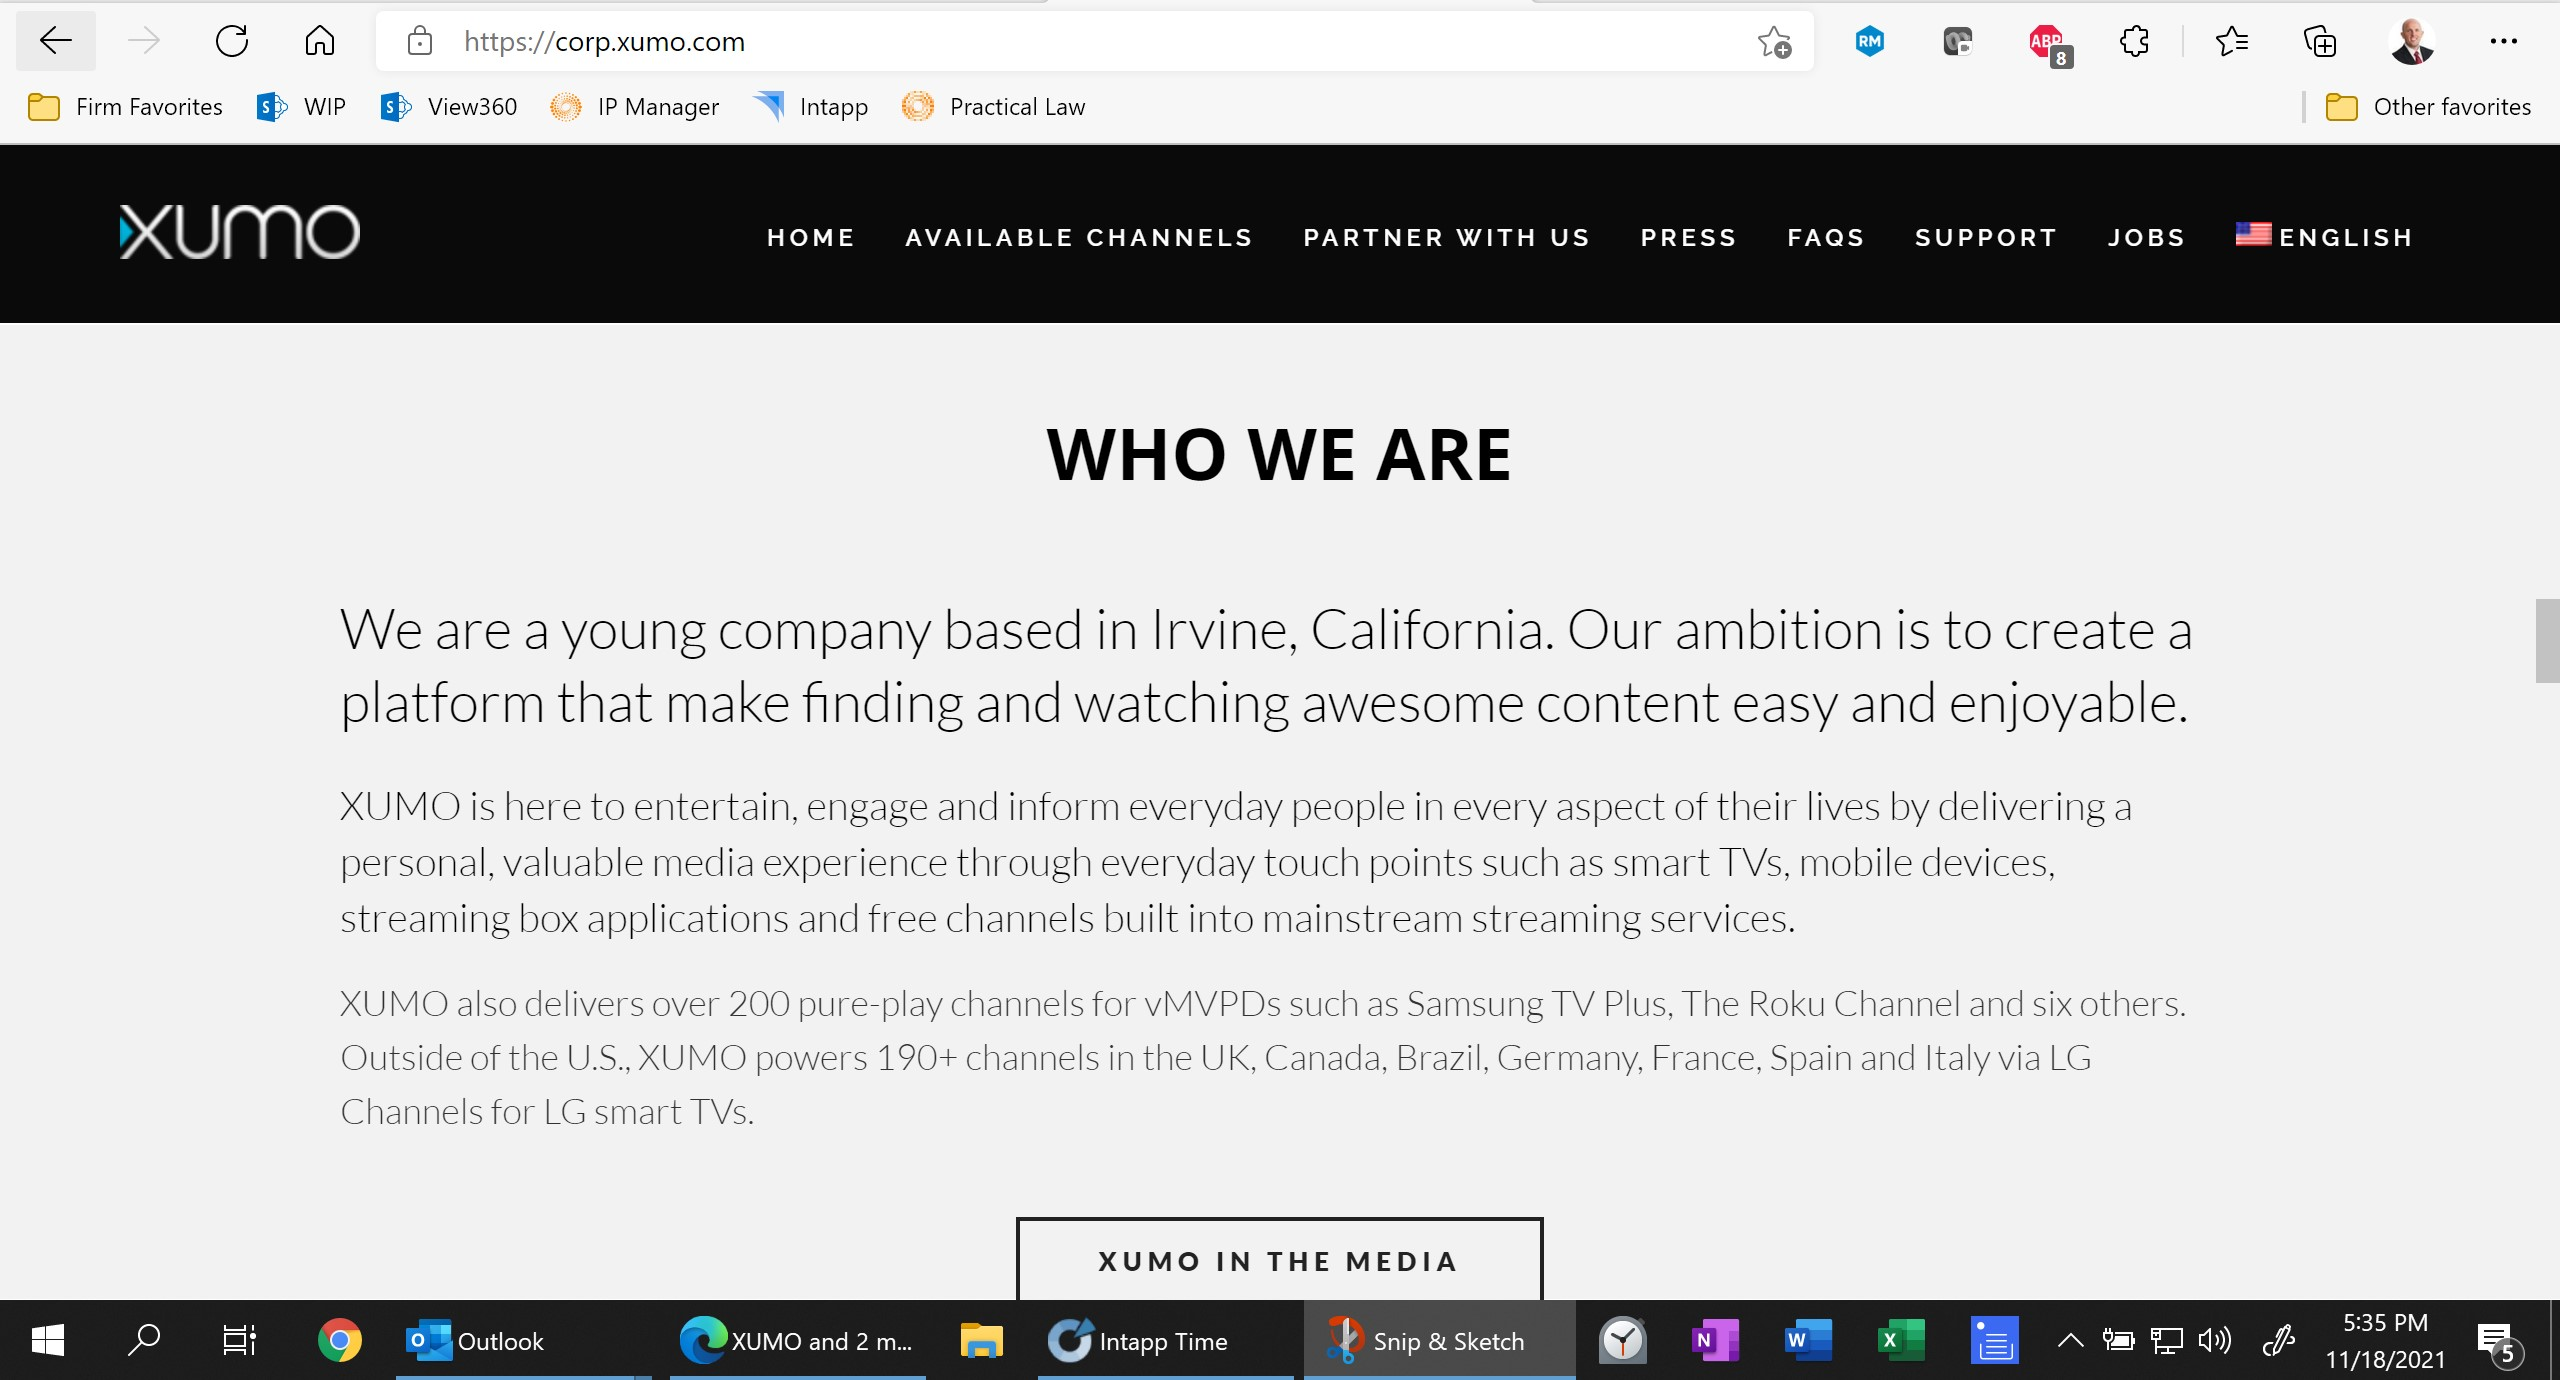 https://corp.xumo.com
RM
ABP
8
Firm Favorites
WIP
View360
IP Manager
Intapp
Practical Law
Other favorites
xumo
HOME
AVAILABLE CHANNELS
PARTNER WITH US
PRESS
FAQS
SUPPORT
JOBS
ENGLISH
WHO WE ARE
We are a young company based in Irvine, California. Our ambition is to create a
platform that make finding and watching awesome content easy and enjoyable.
XUMO is here to entertain, engage and inform everyday people in every aspect of their lives by delivering a
personal, valuable media experience through everyday touch points such as smart TVs, mobile devices,
streaming box applications and free channels built into mainstream streaming services.
XUMO also delivers over 200 pure-play channels for vMVPDs such as Samsung TV Plus, The Roku Channel and six others.
Outside of the U.S., XUMO powers 190+ channels in the UK, Canada, Brazil, Germany, France, Spain and Italy via LG
Channels for LG smart TVs.
XUMO IN THE MEDIA
Outlook
XUMO and 2 m...
Intapp Time
Snip & Sketch
5:35 PM
11/18/2021
5